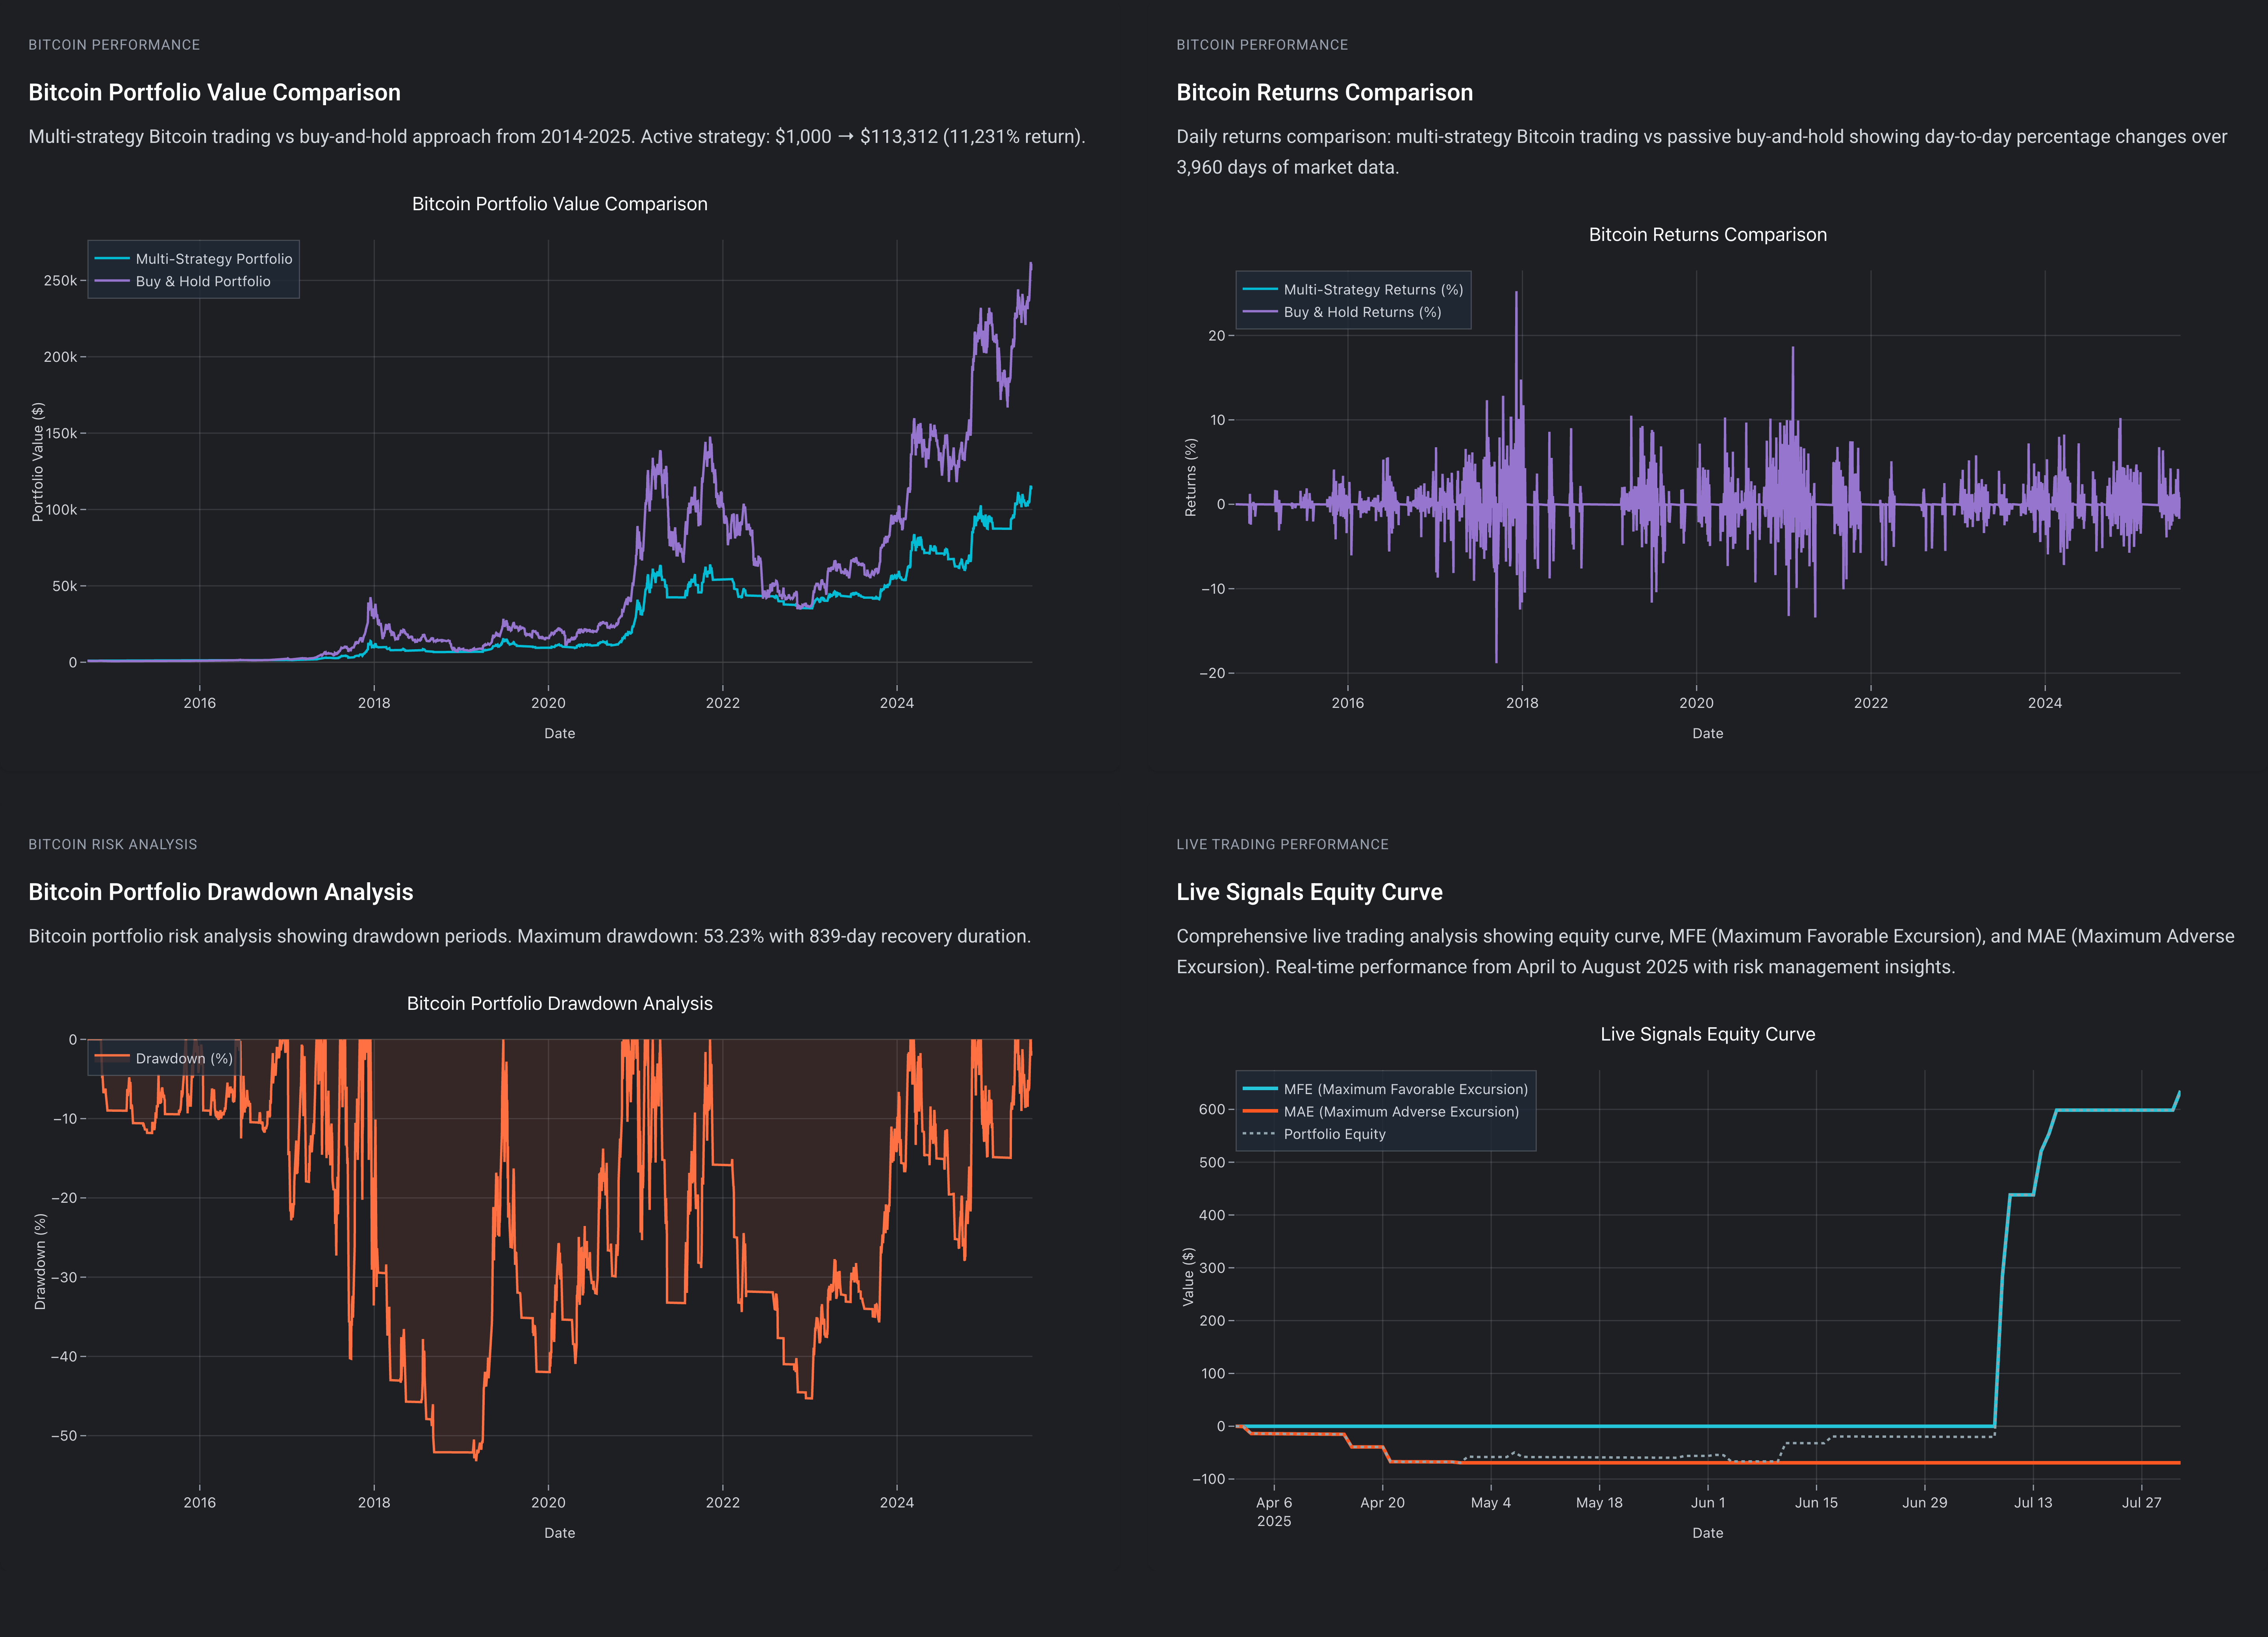 BITCOIN PERFORMANCE
Bitcoin Portfolio Value Comparison
Multi-strategy Bitcoin trading vs buy-and-hold approach from 2014-2025. Active strategy: $1,000 → $113,312 (11,231% return).
Bitcoin Portfolio Value Comparison
Multi-Strategy Portfolio
Buy & Hold Portfolio
250k
200k
150k
100k
50k
0
Portfolio Value ($)
2016
2018
2020
2022
2024
Date
BITCOIN PERFORMANCE
Bitcoin Returns Comparison
Daily returns comparison: multi-strategy Bitcoin trading vs passive buy-and-hold showing day-to-day percentage changes over
3,960 days of market data.
Bitcoin Returns Comparison
Multi-Strategy Returns (%)
Buy & Hold Returns (%)
20
10
0
−10
−20
Returns (%)
2016
2018
2020
2022
2024
Date
BITCOIN RISK ANALYSIS
Bitcoin Portfolio Drawdown Analysis
Bitcoin portfolio risk analysis showing drawdown periods. Maximum drawdown: 53.23% with 839-day recovery duration.
Bitcoin Portfolio Drawdown Analysis
Drawdown (%)
0
−10
−20
−30
−40
−50
Drawdown (%)
2016
2018
2020
2022
2024
Date
LIVE TRADING PERFORMANCE
Live Signals Equity Curve
Comprehensive live trading analysis showing equity curve, MFE (Maximum Favorable Excursion), and MAE (Maximum Adverse
Excursion). Real-time performance from April to August 2025 with risk management insights.
Live Signals Equity Curve
MFE (Maximum Favorable Excursion)
MAE (Maximum Adverse Excursion)
Portfolio Equity
600
500
400
300
200
100
0
−100
Value ($)
Apr 6
2025
Apr 20
May 4
May 18
Jun 1
Jun 15
Jun 29
Jul 13
Jul 27
Date